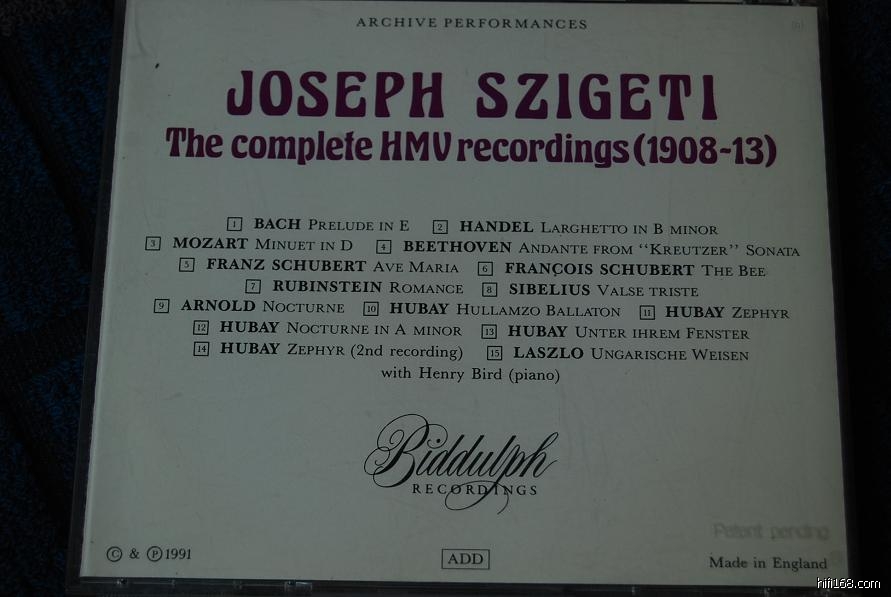 ARCHIVE PERFORMANCES
JOSEPH SZIGETI
The complete HMV recordings (1908-13)
1 BACH PRELUDE IN E 2 HANDEL LARGHETTO IN B MINOR
3 MOZART MINUET IN D 4 BEETHOVEN ANDANTE FROM “KREUTZER” SONATA
5 FRANZ SCHUBERT AVE MARIA 6 FRANÇOIS SCHUBERT THE BEE
7 RUBINSTEIN ROMANCE 8 SIBELIUS VALSE TRISTE
9 ARNOLD NOCTURNE 10 HUBAY HULLAMZO BALLATON 11 HUBAY ZEPHYR
12 HUBAY NOCTURNE IN A MINOR 13 HUBAY UNTER IHREM FENSTER
14 HUBAY ZEPHYR (2nd recording) 15 LASZLO UNGARISCHE WEISEN
with Henry Bird (piano)
Biddulph
RECORDINGS
Patent pending
© & ℗ 1991 ADD Made in England
hifi168.com